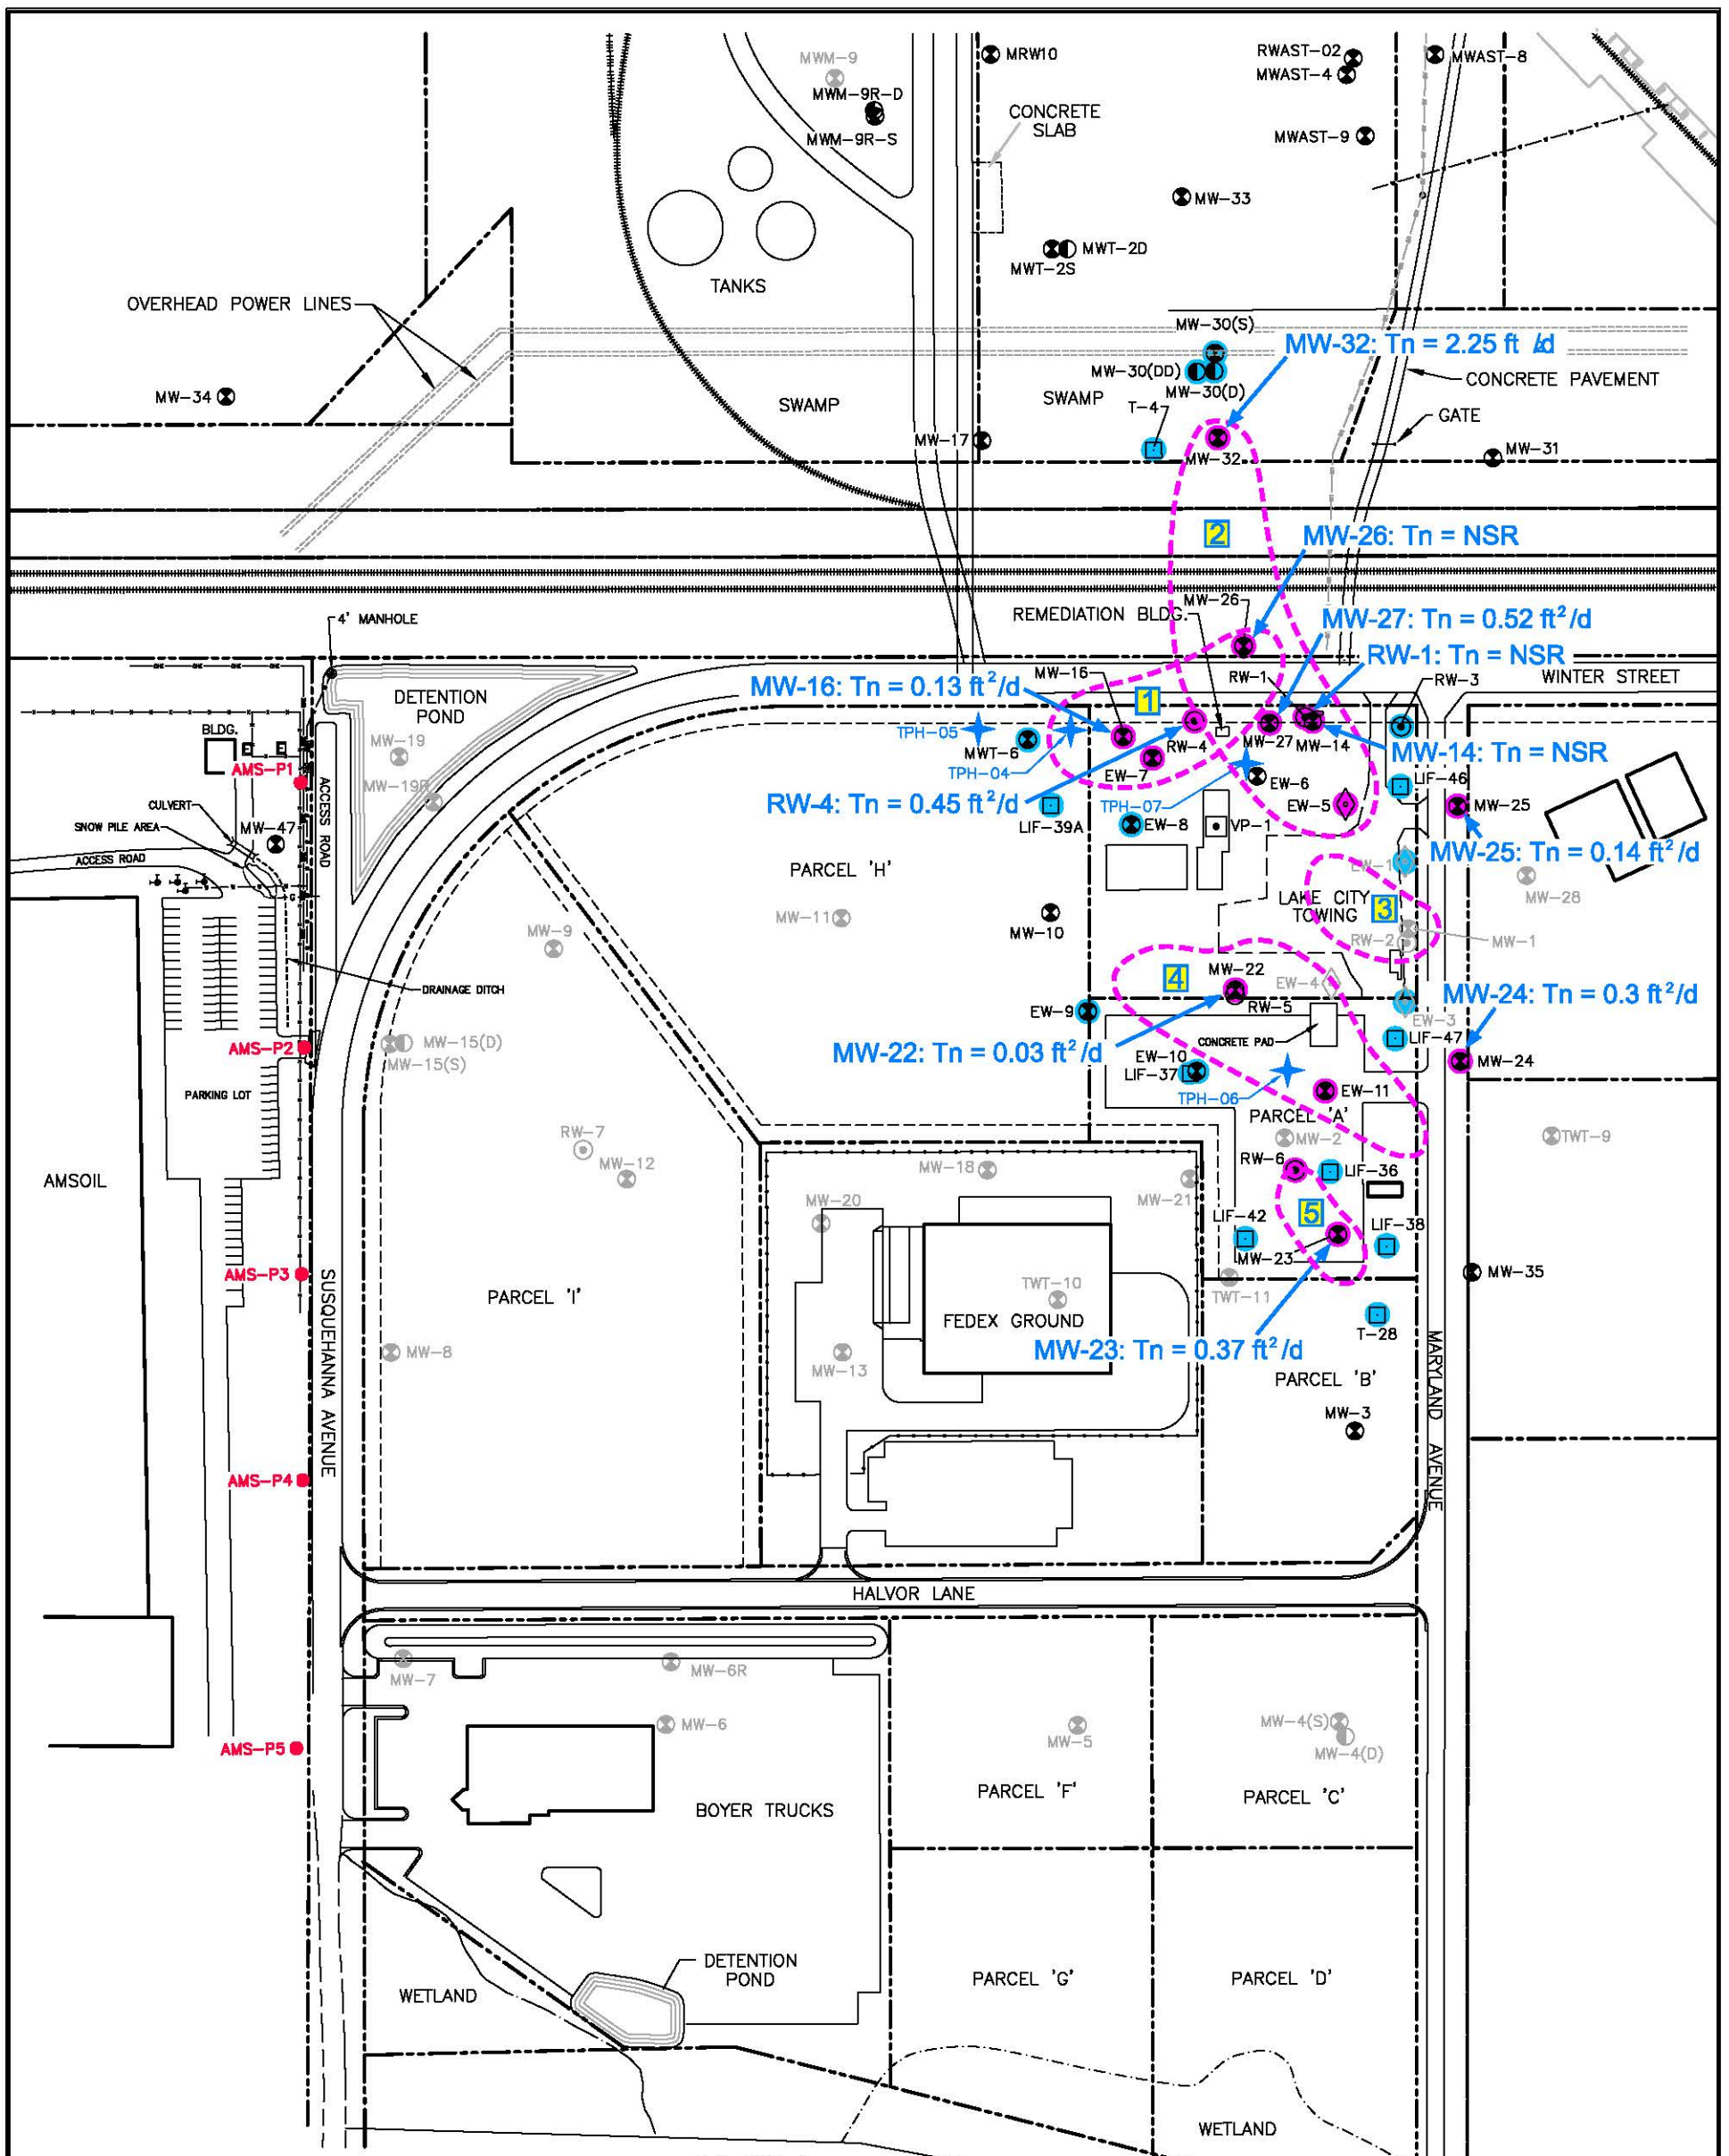 MWM-9
MWM-9R-D
MWM-9R-S
MRW10
CONCRETE
SLAB
RWAST-02
MWAST-4
MWAST-8
MWAST-9
MW-33
MWT-2D
MWT-2S
TANKS
OVERHEAD POWER LINES
MW-30(S)
MW-32: Tn = 2.25 ft
MW-30(DD)
MW-30(D)
CONCRETE PAVEMENT
MW-34
SWAMP
SWAMP
T-4
GATE
MW-17
MW-32
MW-31
2
MW-26: Tn = NSR
MW-26
REMEDIATION BLDG.
MW-27: Tn = 0.52 ft²/d
4' MANHOLE
RW-1: Tn = NSR
MW-16
RW-1
RW-3
WINTER STREET
MW-16: Tn = 0.13 ft²/d
1
DETENTION
POND
BLDG.
E
E
MW-19
TPH-05
MWT-6
TPH-04
RW-4
MW-27
MW-14
MW-14: Tn = NSR
AMS-P1
EW-7
EW-6
LIF-46
MW-19R
ACCESS ROAD
RW-4: Tn = 0.45 ft²/d
TPH-07
EW-5
MW-25
CULVERT
SNOW PILE AREA
MW-47
LIF-39A
EW-8
VP-1
MW-25: Tn = 0.14 ft²/d
ACCESS ROAD
PARCEL 'H'
EW-1
MW-28
LAKE CITY
TOWING
3
MW-11
MW-10
MW-9
RW-2
MW-1
MW-22
4
EW-4
DRAINAGE DITCH
MW-24: Tn = 0.3 ft²/d
EW-9
RW-5
EW-3
AMS-P2
MW-15(D)
MW-15(S)
MW-22: Tn = 0.03 ft²/d
CONCRETE PAD
LIF-47
EW-10
LIF-37
MW-24
PARKING LOT
TPH-06
EW-11
PARCEL 'A'
MW-2
TWT-9
RW-7
MW-12
AMSOIL
MW-18
MW-21
RW-6
LIF-36
MW-20
5
LIF-42
LIF-38
MW-23
AMS-P3
MW-35
SUSQUEHANNA AVENUE
PARCEL 'I'
TWT-10
TWT-11
FEDEX GROUND
T-28
MW-8
MW-13
MW-23: Tn = 0.37 ft²/d
MARYLAND AVENUE
PARCEL 'B'
MW-3
AMS-P4
HALVOR LANE
MW-7
MW-6R
MW-6
MW-5
MW-4(S)
MW-4(D)
AMS-P5
PARCEL 'F'
PARCEL 'C'
BOYER TRUCKS
DETENTION
POND
WETLAND
PARCEL 'G'
PARCEL 'D'
WETLAND